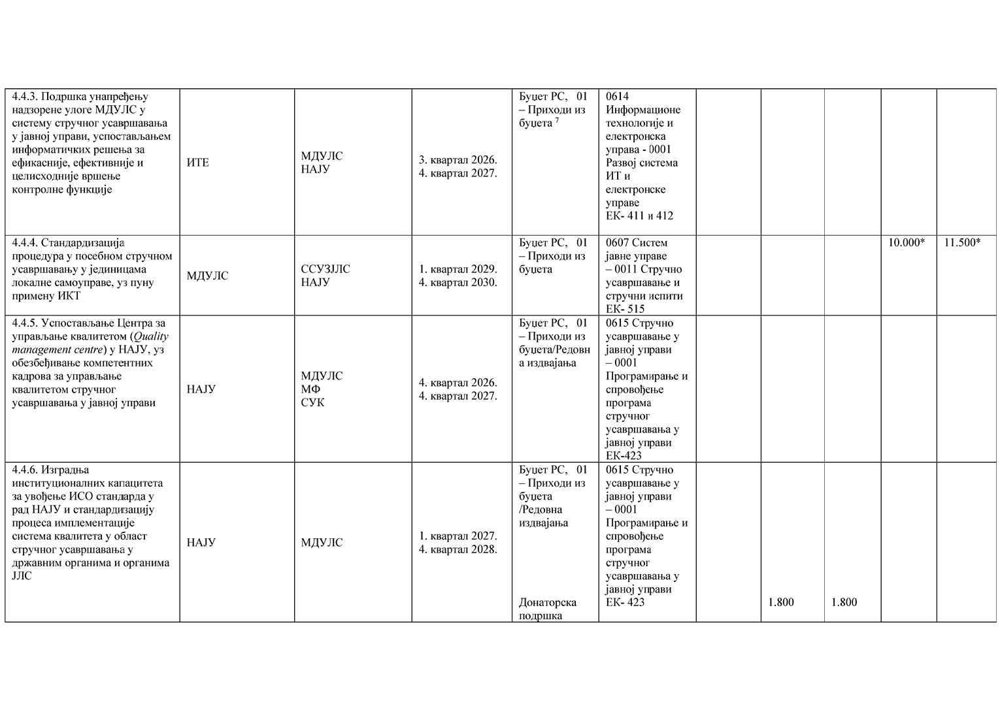 4.4.3. Подршка унапређењу
надзорене улоге МДУЛС у
систему стручног усавршавања
у јавној управи, успостављањем
информатичких решења за
ефикасније, ефективније и
целисходније вршење
контролне функције
ИТЕ
МДУЛС
НАЈУ
3. квартал 2026.
4. квартал 2027.
Буџет РС, 01
– Приходи из
буџета 7
0614
Информационе
технологије и
електронска
управа - 0001
Развој система
ИТ и
електронске
управе
ЕК- 411 и 412
4.4.4. Стандардизација
процедура у посебном стручном
усавршавању у јединицама
локалне самоуправе, уз пуну
примену ИКТ
МДУЛС
ССУЗЈЛС
НАЈУ
1. квартал 2029.
4. квартал 2030.
Буџет РС, 01
– Приходи из
буџета
0607 Систем
јавне управе
– 0011 Стручно
усавршавање и
стручни испити
ЕК- 515
10.000*
11.500*
4.4.5. Успостављање Центра за
управљање квалитетом (Quality
management centre) у НАЈУ, уз
обезбеђивање компетентних
кадрова за управљање
квалитетом стручног
усавршавања у јавној управи
НАЈУ
МДУЛС
МФ
СУК
4. квартал 2026.
4. квартал 2027.
Буџет РС, 01
– Приходи из
буџета/Редовн
а издвајања
0615 Стручно
усавршавање у
јавној управи
– 0001
Програмирање и
спровођење
програма
стручног
усавршавања у
јавној управи
ЕК-423
4.4.6. Изградња
институционалних капацитета
за увођење ИСО стандарда у
рад НАЈУ и стандардизацију
процеса имплементације
система квалитета у област
стручног усавршавања у
државним органима и органима
ЈЛС
НАЈУ
МДУЛС
1. квартал 2027.
4. квартал 2028.
Буџет РС, 01
– Приходи из
буџета
/Редовна
издвајања
Донаторска
подршка
0615 Стручно
усавршавање у
јавној управи
– 0001
Програмирање и
спровођење
програма
стручног
усавршавања у
јавној управи
ЕК- 423
1.800
1.800